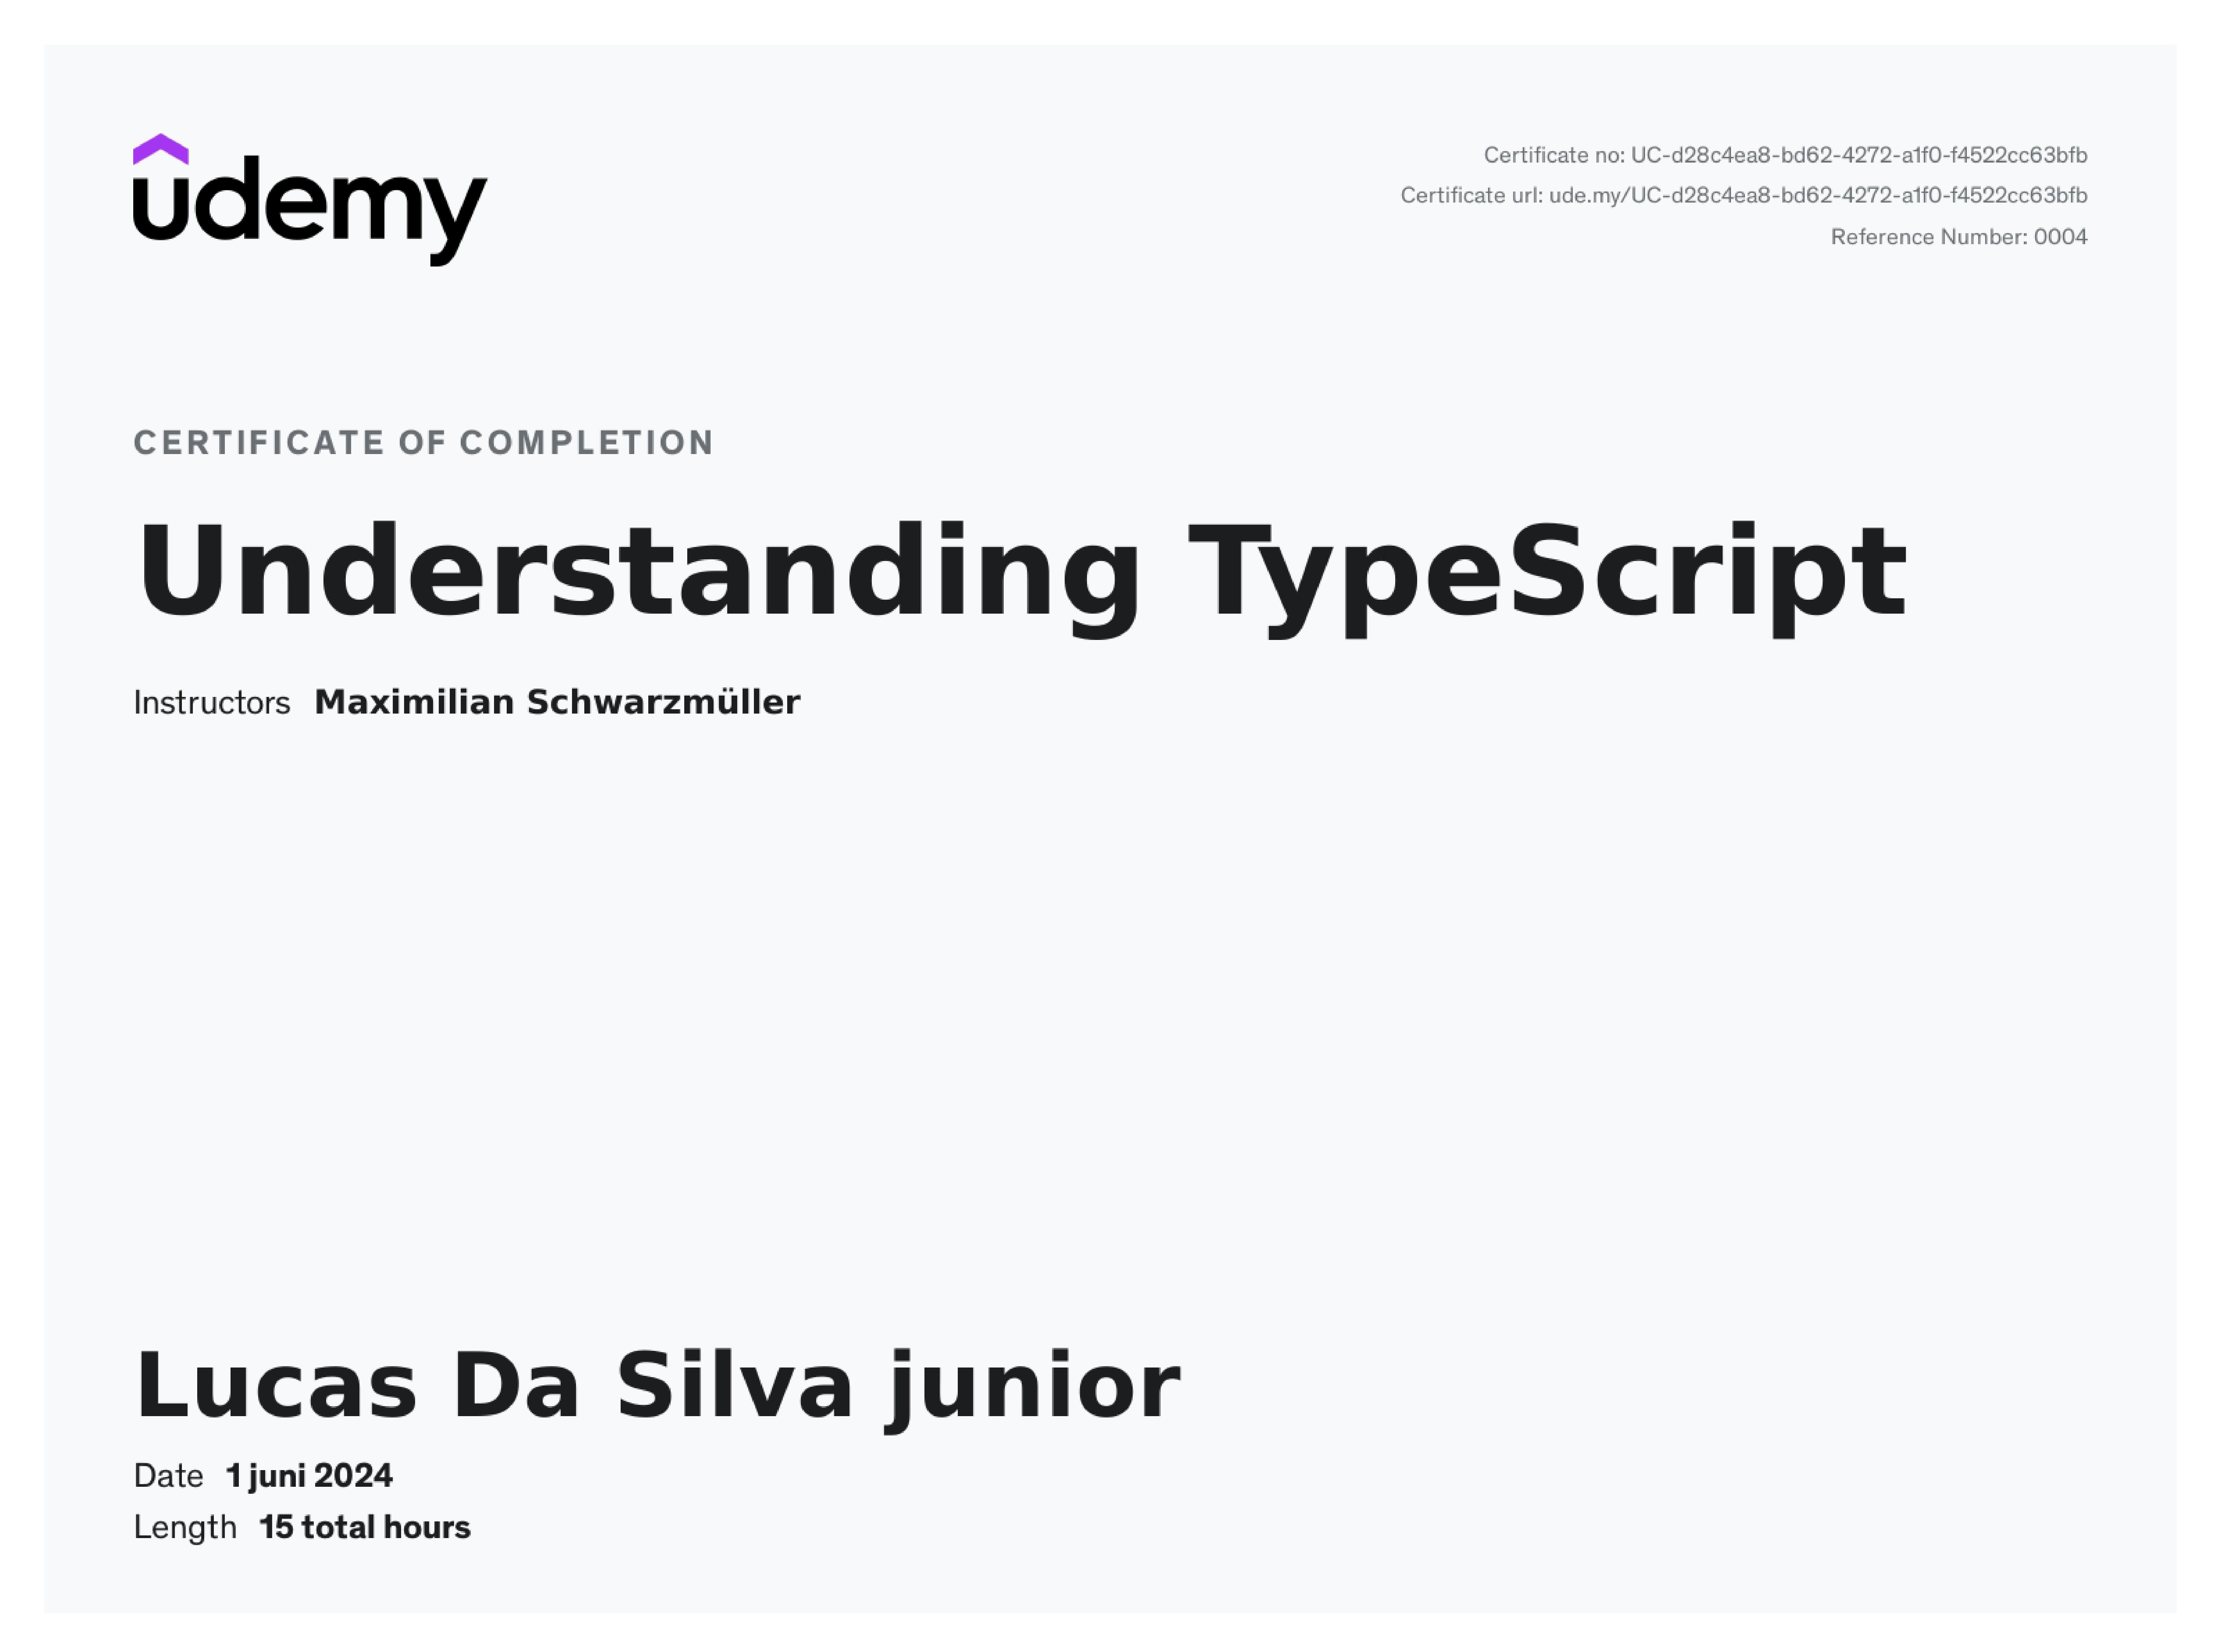 udemy
Certificate no: UC-d28c4ea8-bd62-4272-a1f0-f4522cc63bfb
Certificate url: ude.my/UC-d28c4ea8-bd62-4272-a1f0-f4522cc63bfb
Reference Number: 0004
CERTIFICATE OF COMPLETION
Understanding TypeScript
Instructors Maximilian Schwarzmüller
Lucas Da Silva junior
Date 1 juni 2024
Length 15 total hours